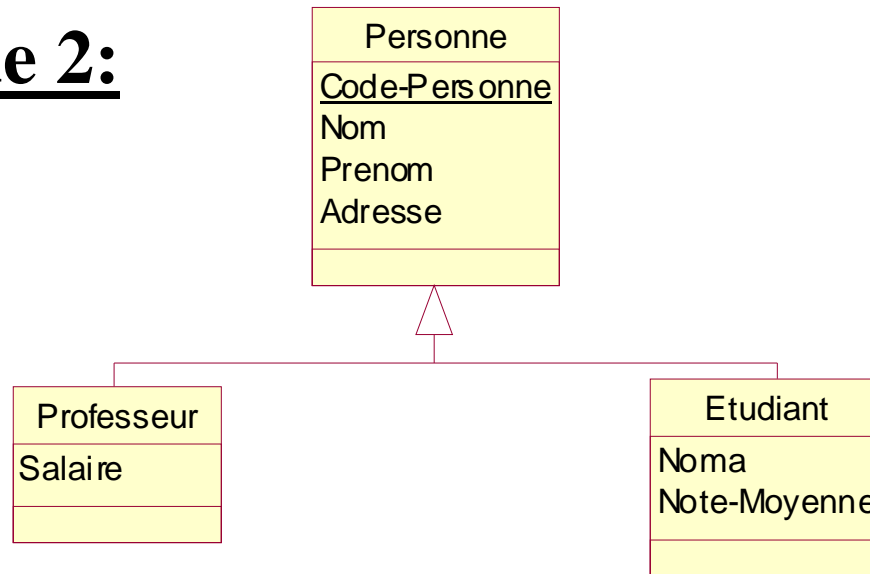 e 2:
Personne
Code-Personne
Nom
Prenom
Adresse
Professeur
Salaire
Etudiant
Noma
Note-Moyenne